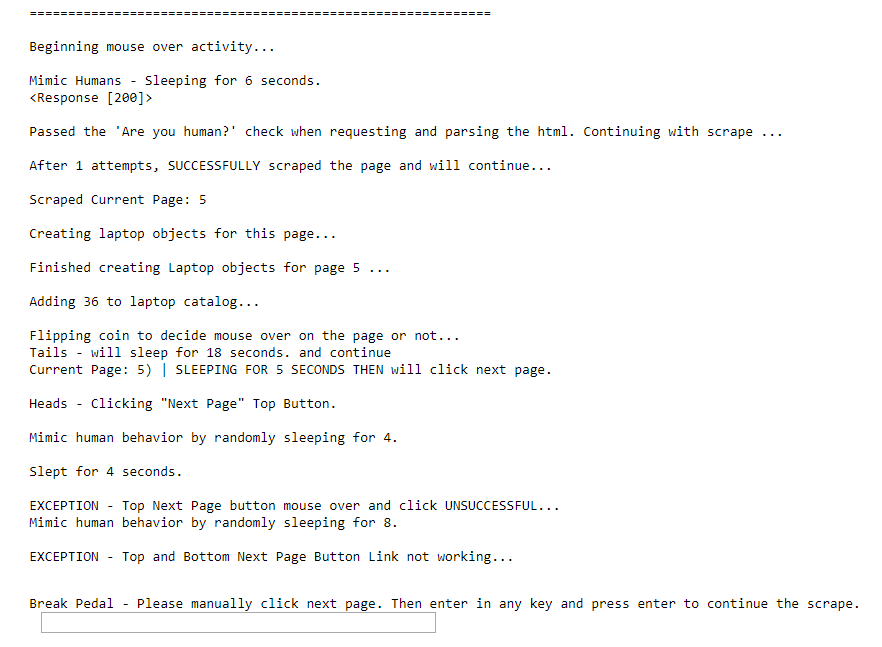 ============================================================
Beginning mouse over activity...
Mimic Humans - Sleeping for 6 seconds.
<Response [200]>
Passed the 'Are you human?' check when requesting and parsing the html. Continuing with scrape ...
After 1 attempts, SUCCESSFULLY scraped the page and will continue...
Scraped Current Page: 5
Creating laptop objects for this page...
Finished creating Laptop objects for page 5 ...
Adding 36 to laptop catalog...
Flipping coin to decide mouse over on the page or not...
Tails - will sleep for 18 seconds. and continue
Current Page: 5) | SLEEPING FOR 5 SECONDS THEN will click next page.
Heads - Clicking "Next Page" Top Button.
Mimic human behavior by randomly sleeping for 4.
Slept for 4 seconds.
EXCEPTION - Top Next Page button mouse over and click UNSUCCESSFUL...
Mimic human behavior by randomly sleeping for 8.
EXCEPTION - Top and Bottom Next Page Button Link not working...
Break Pedal - Please manually click next page. Then enter in any key and press enter to continue the scrape.